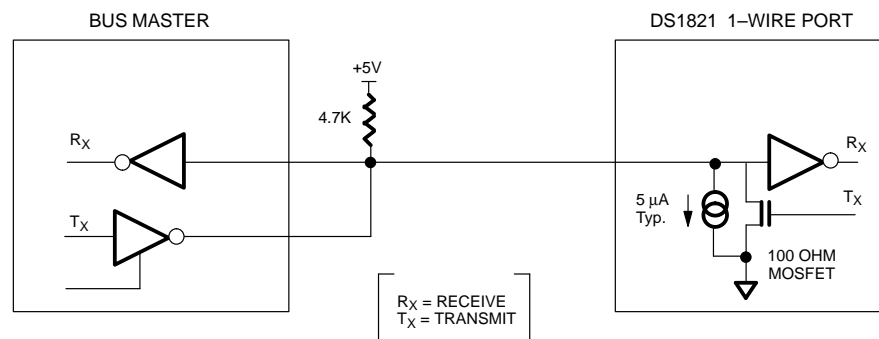 BUS MASTER
DS1821 1–WIRE PORT
+5V
4.7K
RX
RX
TX
TX
5 µA
Typ.
100 OHM
MOSFET
RX = RECEIVE
TX = TRANSMIT